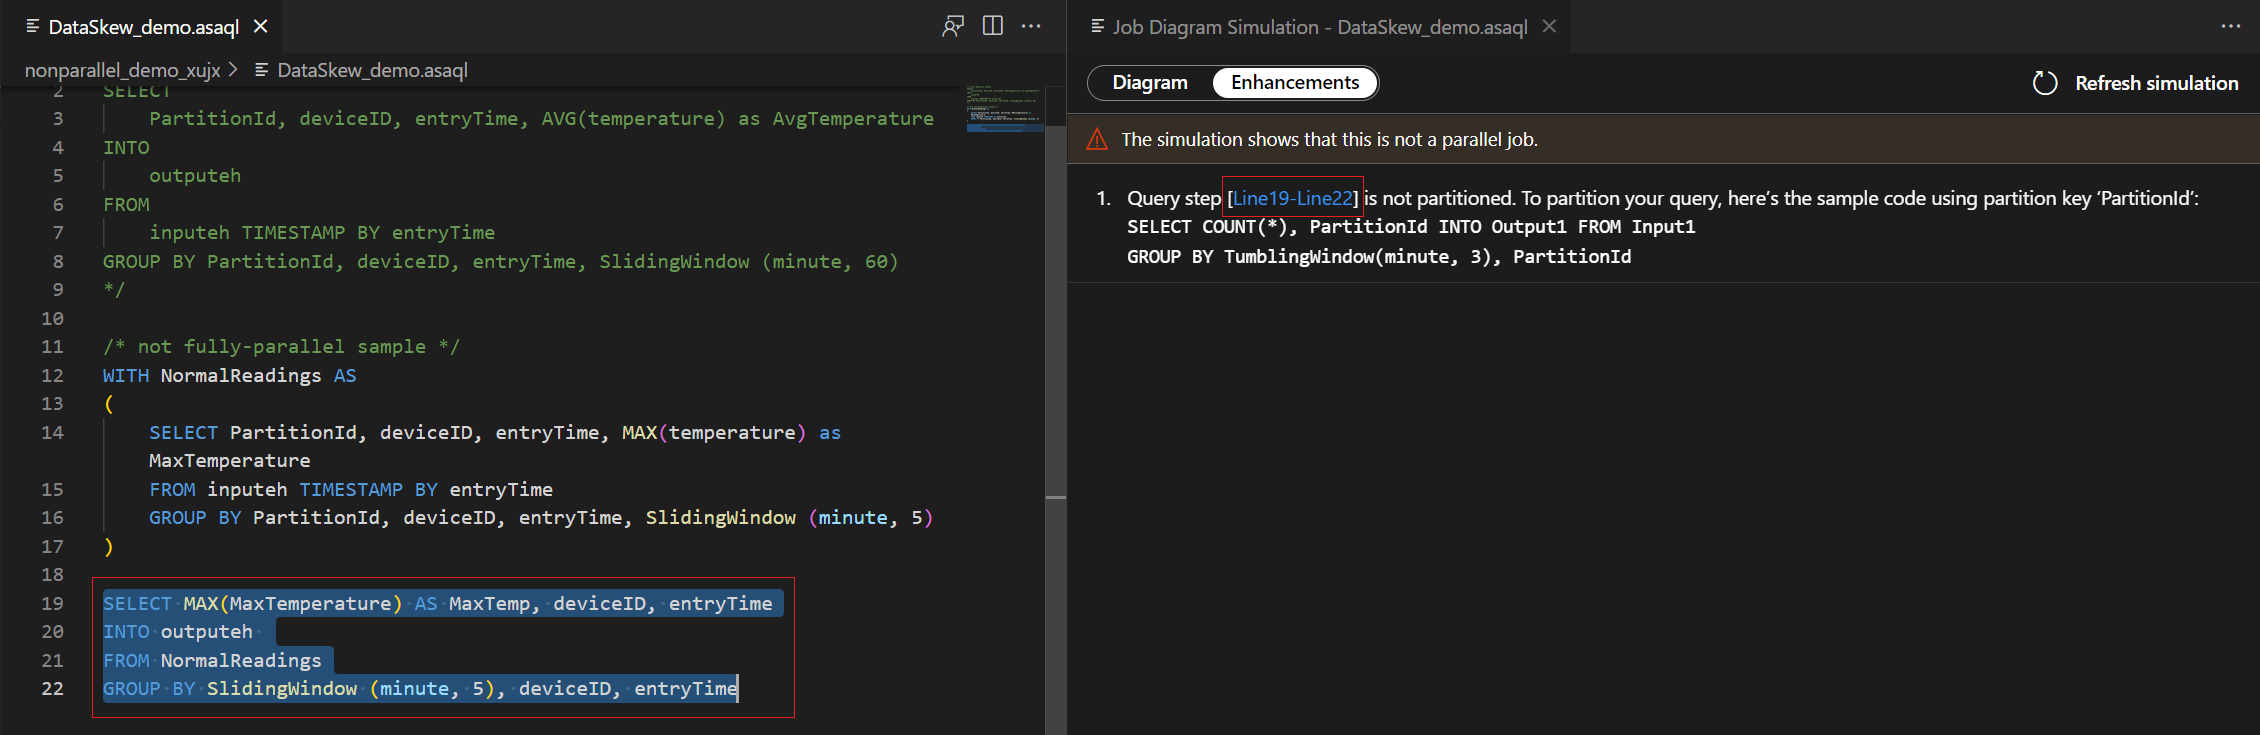 DataSkew_demo.asaql
nonparallel_demo_xujx > DataSkew_demo.asaql
2 SELECT
3 PartitionId, deviceID, entryTime, AVG(temperature) as AvgTemperature
4 INTO
5 outputeh
6 FROM
7 inputeh TIMESTAMP BY entryTime
8 GROUP BY PartitionId, deviceID, entryTime, SlidingWindow (minute, 60)
9 */
10
11 /* not fully-parallel sample */
12 WITH NormalReadings AS
13 (
14 SELECT PartitionId, deviceID, entryTime, MAX(temperature) as
MaxTemperature
15 FROM inputeh TIMESTAMP BY entryTime
16 GROUP BY PartitionId, deviceID, entryTime, SlidingWindow (minute, 5)
17 )
18
19 SELECT MAX(MaxTemperature) AS MaxTemp, deviceID, entryTime
20 INTO outputeh
21 FROM NormalReadings
22 GROUP BY SlidingWindow (minute, 5), deviceID, entryTime
Job Diagram Simulation - DataSkew_demo.asaql
Diagram Enhancements Refresh simulation
The simulation shows that this is not a parallel job.
1. Query step [Line19-Line22] is not partitioned. To partition your query, here’s the sample code using partition key ‘PartitionId’:
SELECT COUNT(*), PartitionId INTO Output1 FROM Input1
GROUP BY TumblingWindow(minute, 3), PartitionId